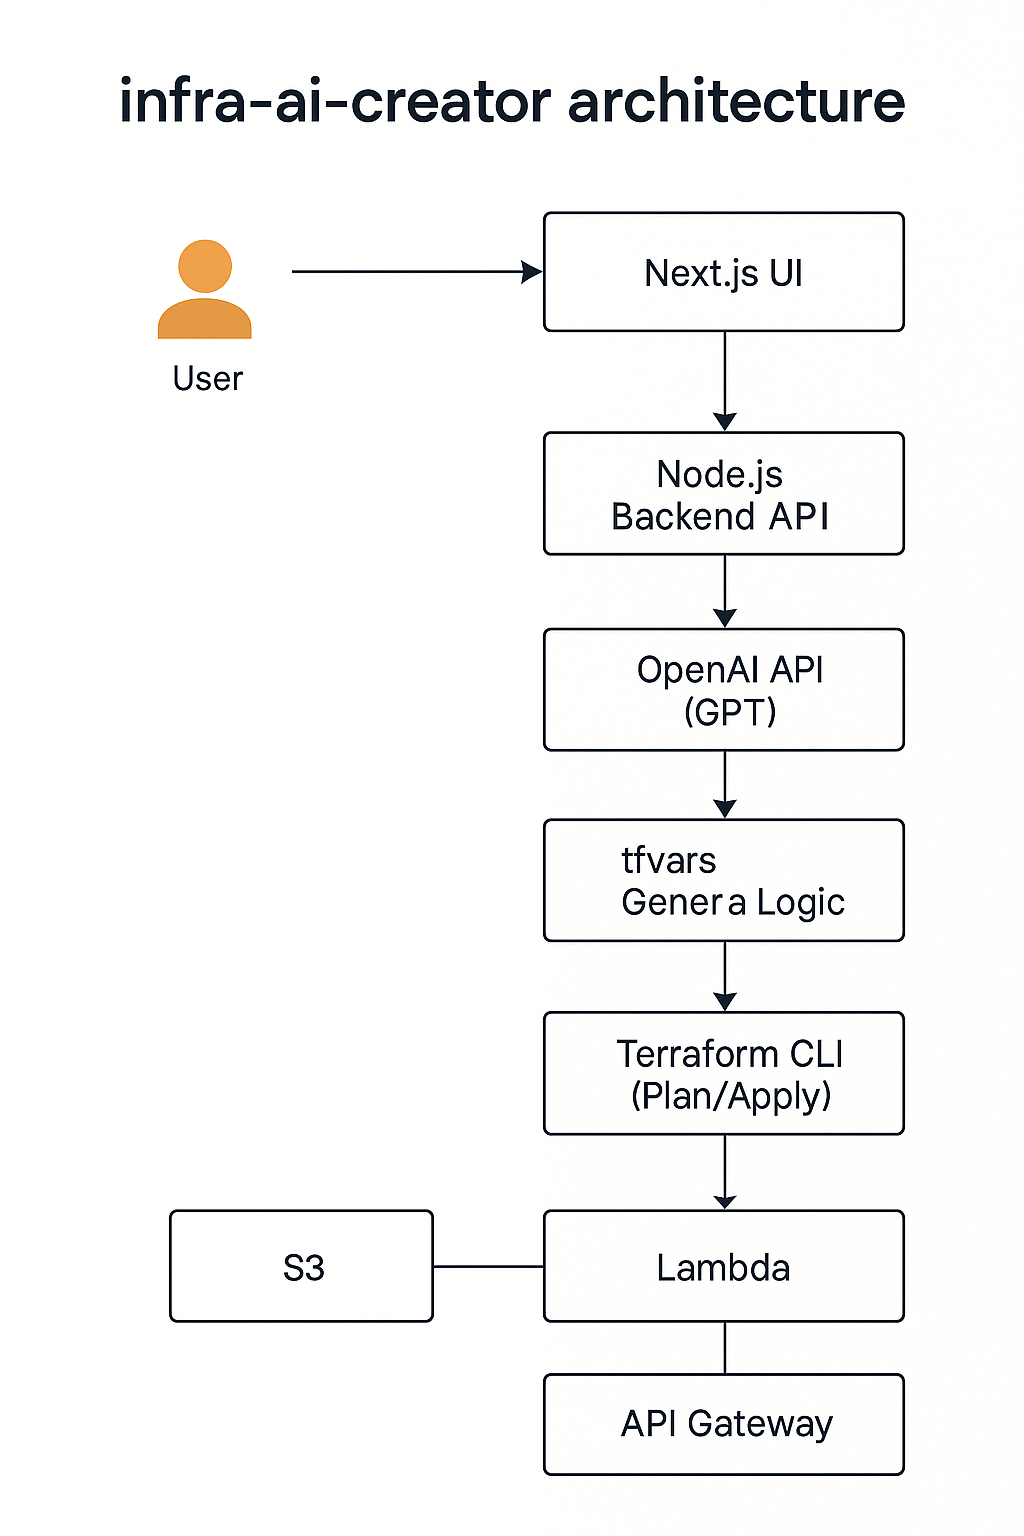 infra-ai-creator architecture
Next.js UI
User
Node.js
Backend API
OpenAI API
(GPT)
tfvars
Genera Logic
Terraform CLI
(Plan/Apply)
S3
Lambda
API Gateway